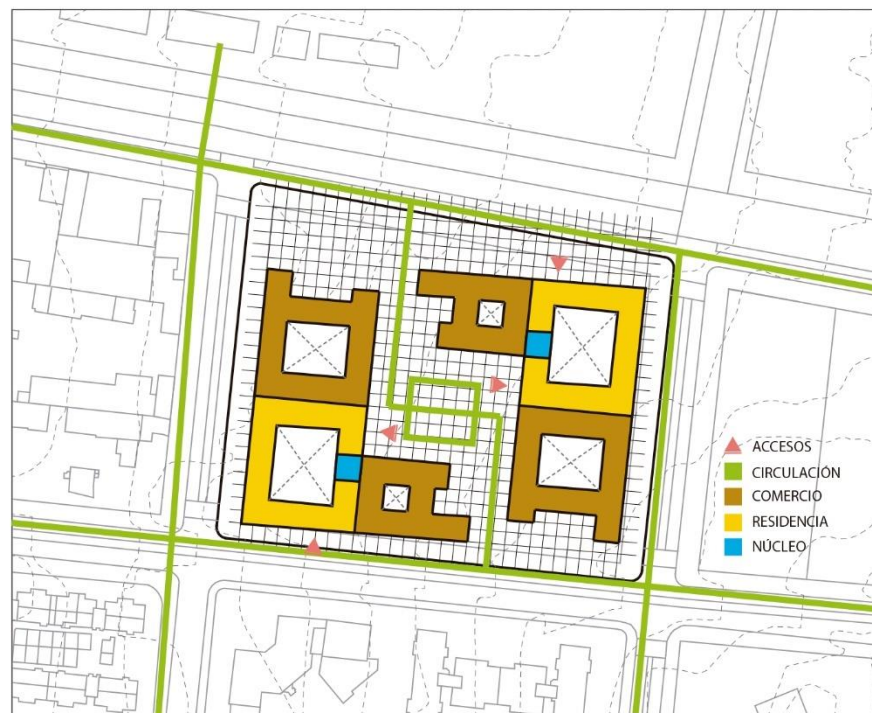 ACCESOS
CIRCULACIÓN
COMERCIO
RESIDENCIA
NÚCLEO